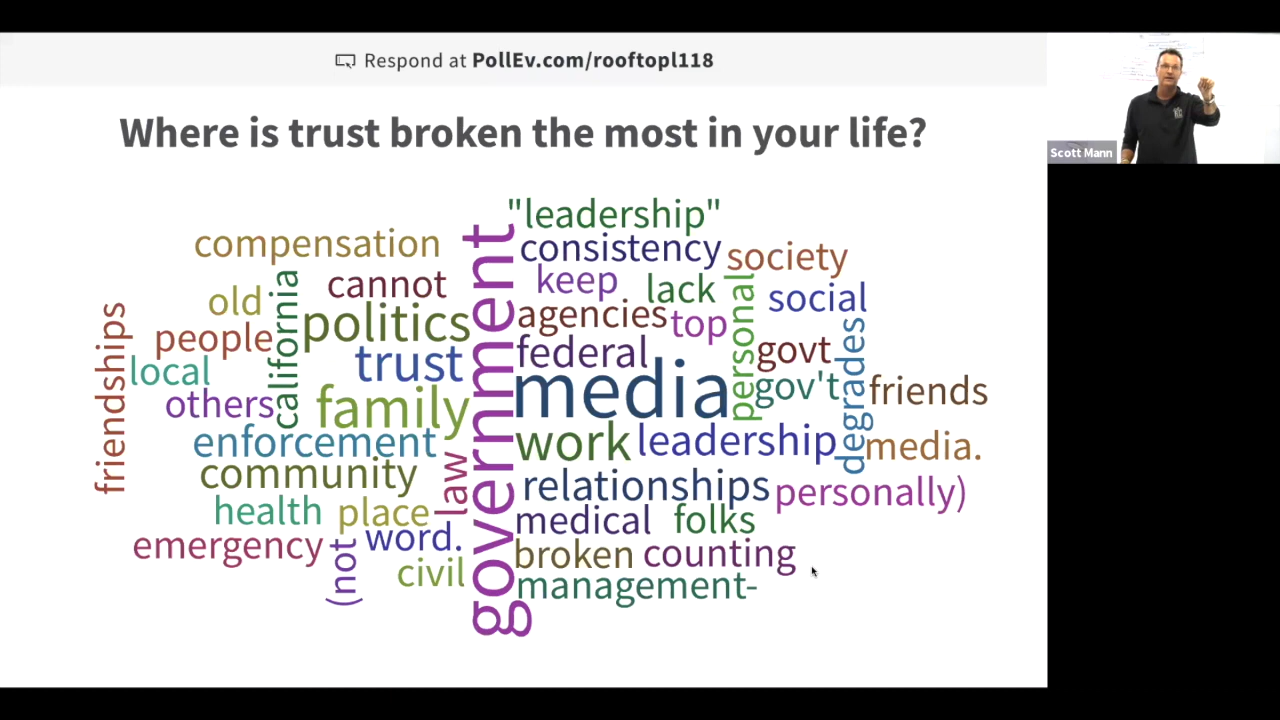 Respond at PollEv.com/rooftopl118
Where is trust broken the most in your life?
"leadership"
compensation
consistency
society
cannot
keep
lack
social
old
california
politics
government
agencies
top
personal
friendships
people
trust
federal
govt
degrades
local
media
gov't
friends
others
family
enforcement
work
leadership
media.
community
law
relationships
personally)
health
place
medical
folks
emergency
(not
word.
broken
counting
civil
management-
Scott Mann